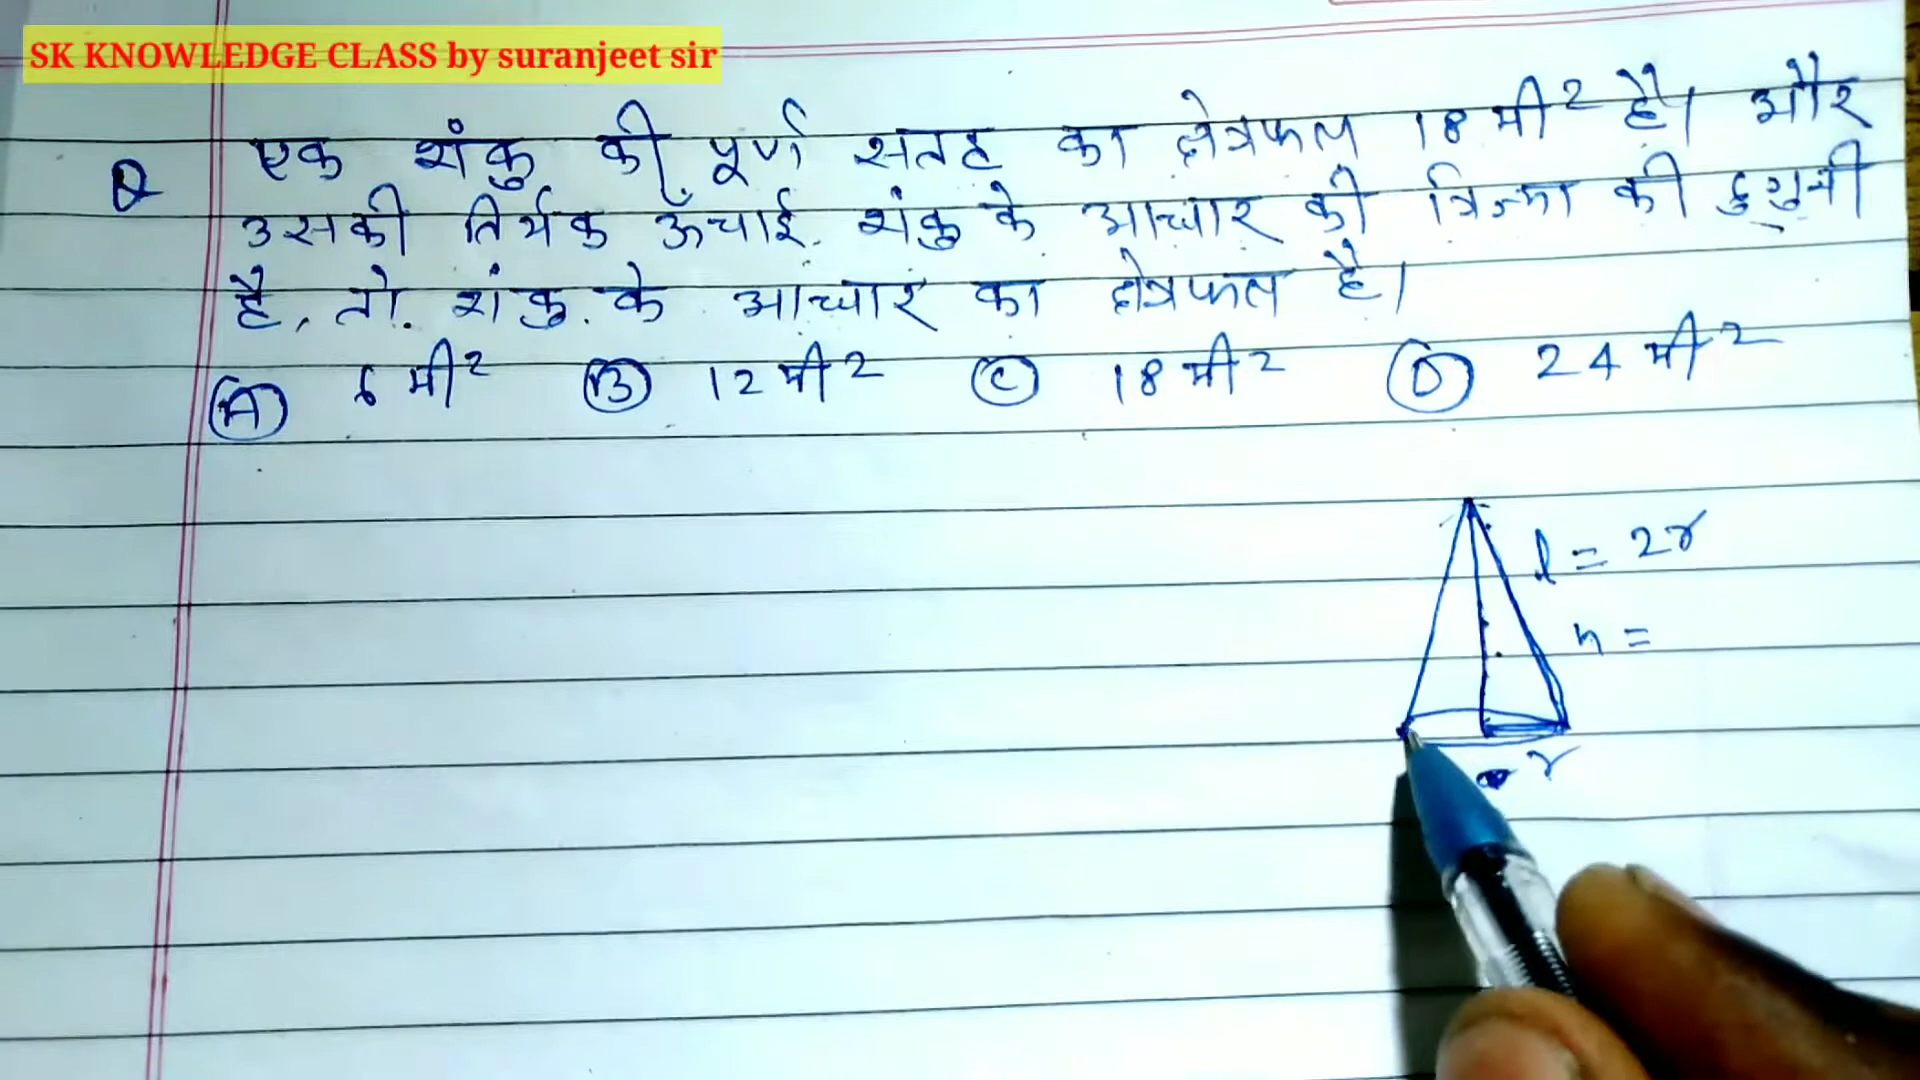 SK KNOWLEDGE CLASS by suranjeet sir
Q एक शंकु की पूर्ण सतह का क्षेत्रफल 18 मी² है। और
उसकी तिर्यक ऊँचाई शंकु के आधार की त्रिज्या की दुगुनी
है, तो शंकु के आधार का क्षेत्रफल है।
(A) 6 मी² (B) 12 मी² (C) 18 मी² (D) 24 मी²
l = 2r
h =
r